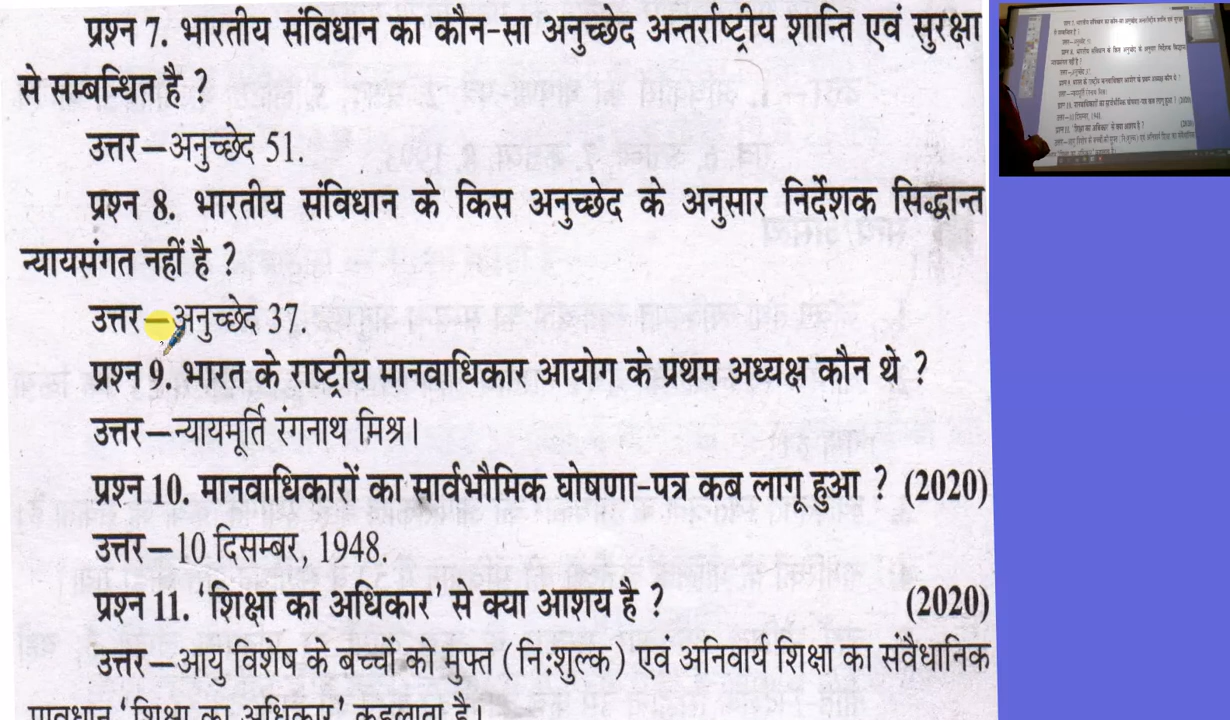 प्रश्न 7. भारतीय संविधान का कौन-सा अनुच्छेद अन्तर्राष्ट्रीय शान्ति एवं सुरक्षा
से सम्बन्धित है ?
उत्तर—अनुच्छेद 51.
प्रश्न 8. भारतीय संविधान के किस अनुच्छेद के अनुसार निर्देशक सिद्धान्त
न्यायसंगत नहीं है ?
उत्तर—अनुच्छेद 37.
प्रश्न 9. भारत के राष्ट्रीय मानवाधिकार आयोग के प्रथम अध्यक्ष कौन थे ?
उत्तर—न्यायमूर्ति रंगनाथ मिश्र।
प्रश्न 10. मानवाधिकारों का सार्वभौमिक घोषणा-पत्र कब लागू हुआ ? (2020)
उत्तर—10 दिसम्बर, 1948.
प्रश्न 11. ‘शिक्षा का अधिकार’ से क्या आशय है ? (2020)
उत्तर—आयु विशेष के बच्चों को मुफ्त (नि:शुल्क) एवं अनिवार्य शिक्षा का संवैधानिक
प्रावधान ‘शिक्षा का अधिकार’ कहलाता है।